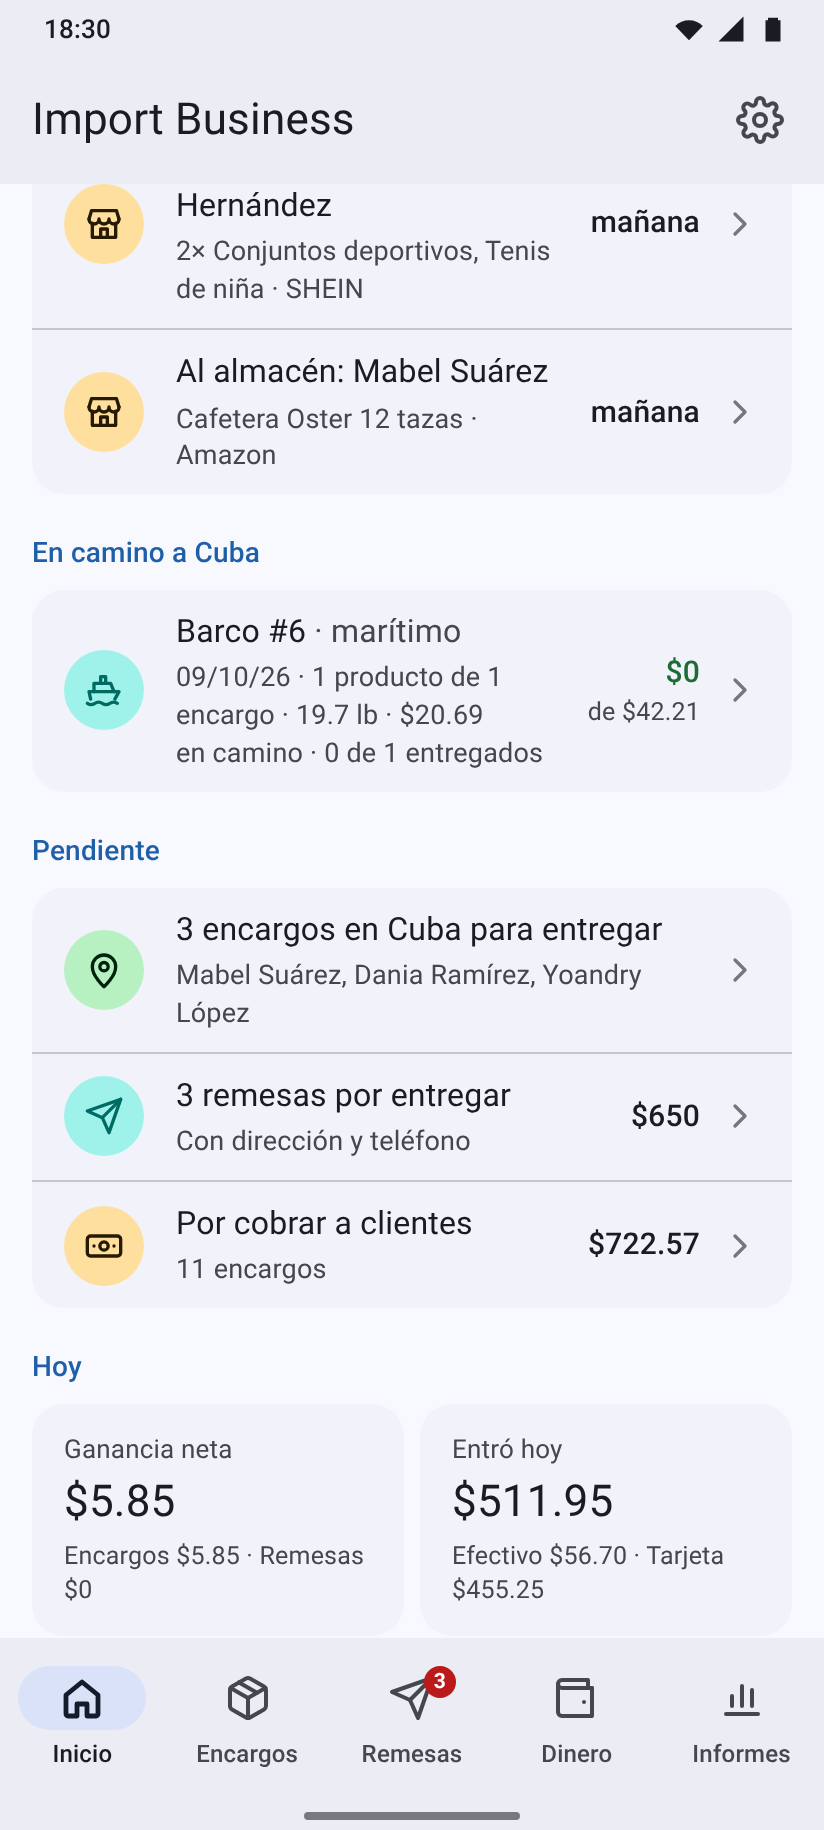 18:30
Import Business
Hernández
2× Conjuntos deportivos, Tenis
de niña · SHEIN
mañana
Al almacén: Mabel Suárez
Cafetera Oster 12 tazas ·
Amazon
mañana
En camino a Cuba
Barco #6 · marítimo
09/10/26 · 1 producto de 1
encargo · 19.7 lb · $20.69
en camino · 0 de 1 entregados
$0
de $42.21
Pendiente
3 encargos en Cuba para entregar
Mabel Suárez, Dania Ramírez, Yoandry
López
3 remesas por entregar
Con dirección y teléfono
$650
Por cobrar a clientes
11 encargos
$722.57
Hoy
Ganancia neta
$5.85
Encargos $5.85 · Remesas
$0
Entró hoy
$511.95
Efectivo $56.70 · Tarjeta
$455.25
3
Inicio
Encargos
Remesas
Dinero
Informes